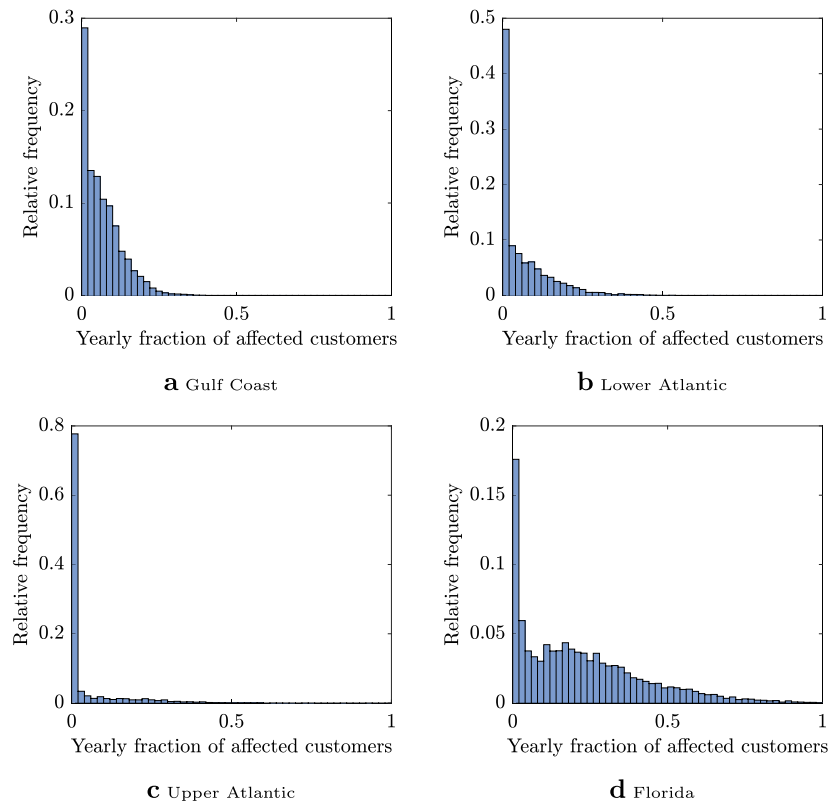 0.3
0.2
0.1
0
0
0.5
1
Relative frequency
Yearly fraction of affected customers
a Gulf Coast
0.5
0.4
0.3
0.2
0.1
0
0
0.5
1
Relative frequency
Yearly fraction of affected customers
b Lower Atlantic
0.8
0.6
0.4
0.2
0
0
0.5
1
Relative frequency
Yearly fraction of affected customers
c Upper Atlantic
0.2
0.15
0.1
0.05
0
0
0.5
1
Relative frequency
Yearly fraction of affected customers
d Florida